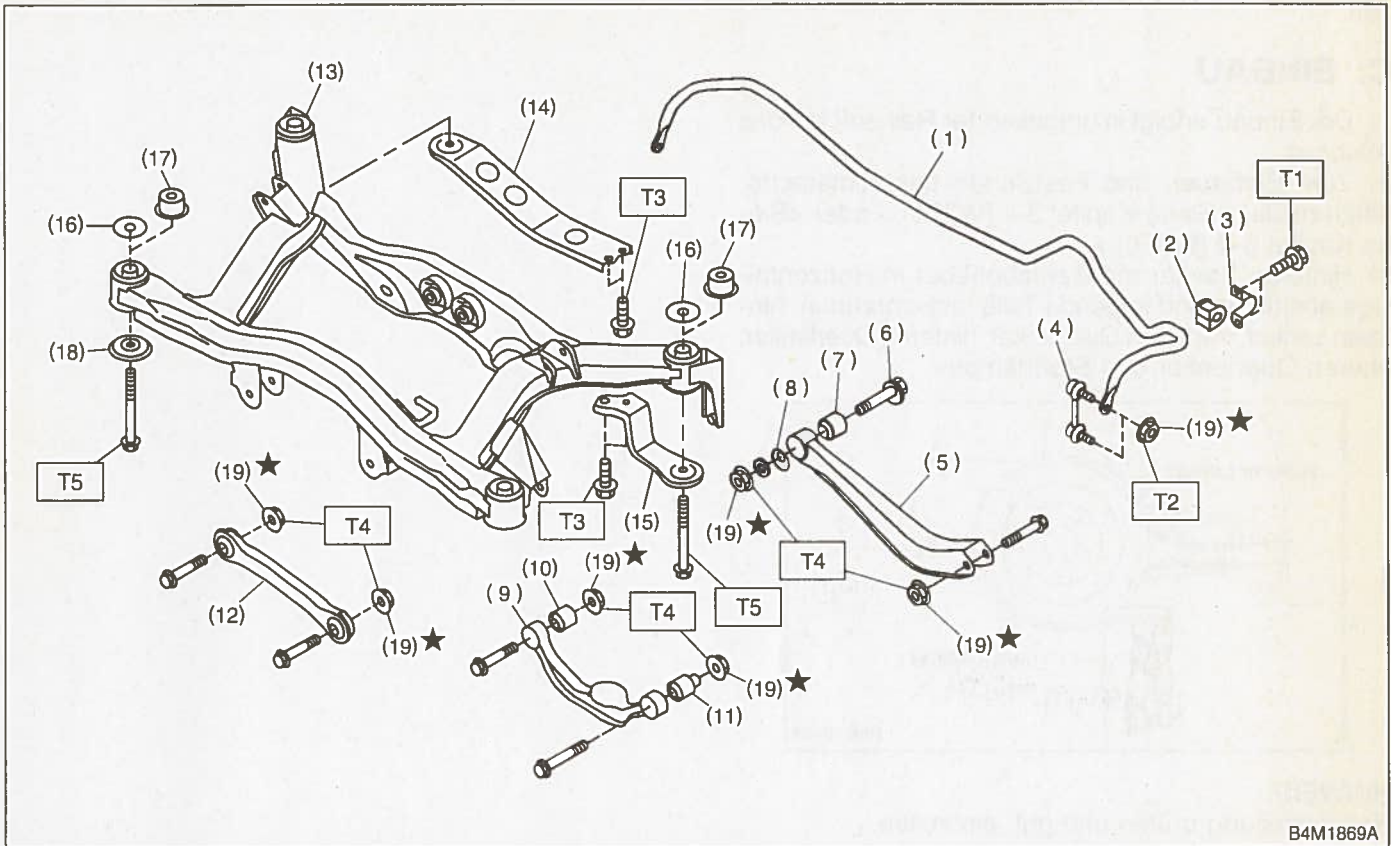 (13)
(14)
(1)
(17)
T1
T3
(3)
(2)
(16)
(17)
(16)
(4)
(6)
(7)
(8)
(18)
(19) ★
(5)
T5
(19) ★
T2
T3
(15)
(19) ★
T4
T4
(10)
(19) ★
(9)
T5
(12)
T4
(19) ★
(19) ★
(19) ★
(11)
B4M1869A